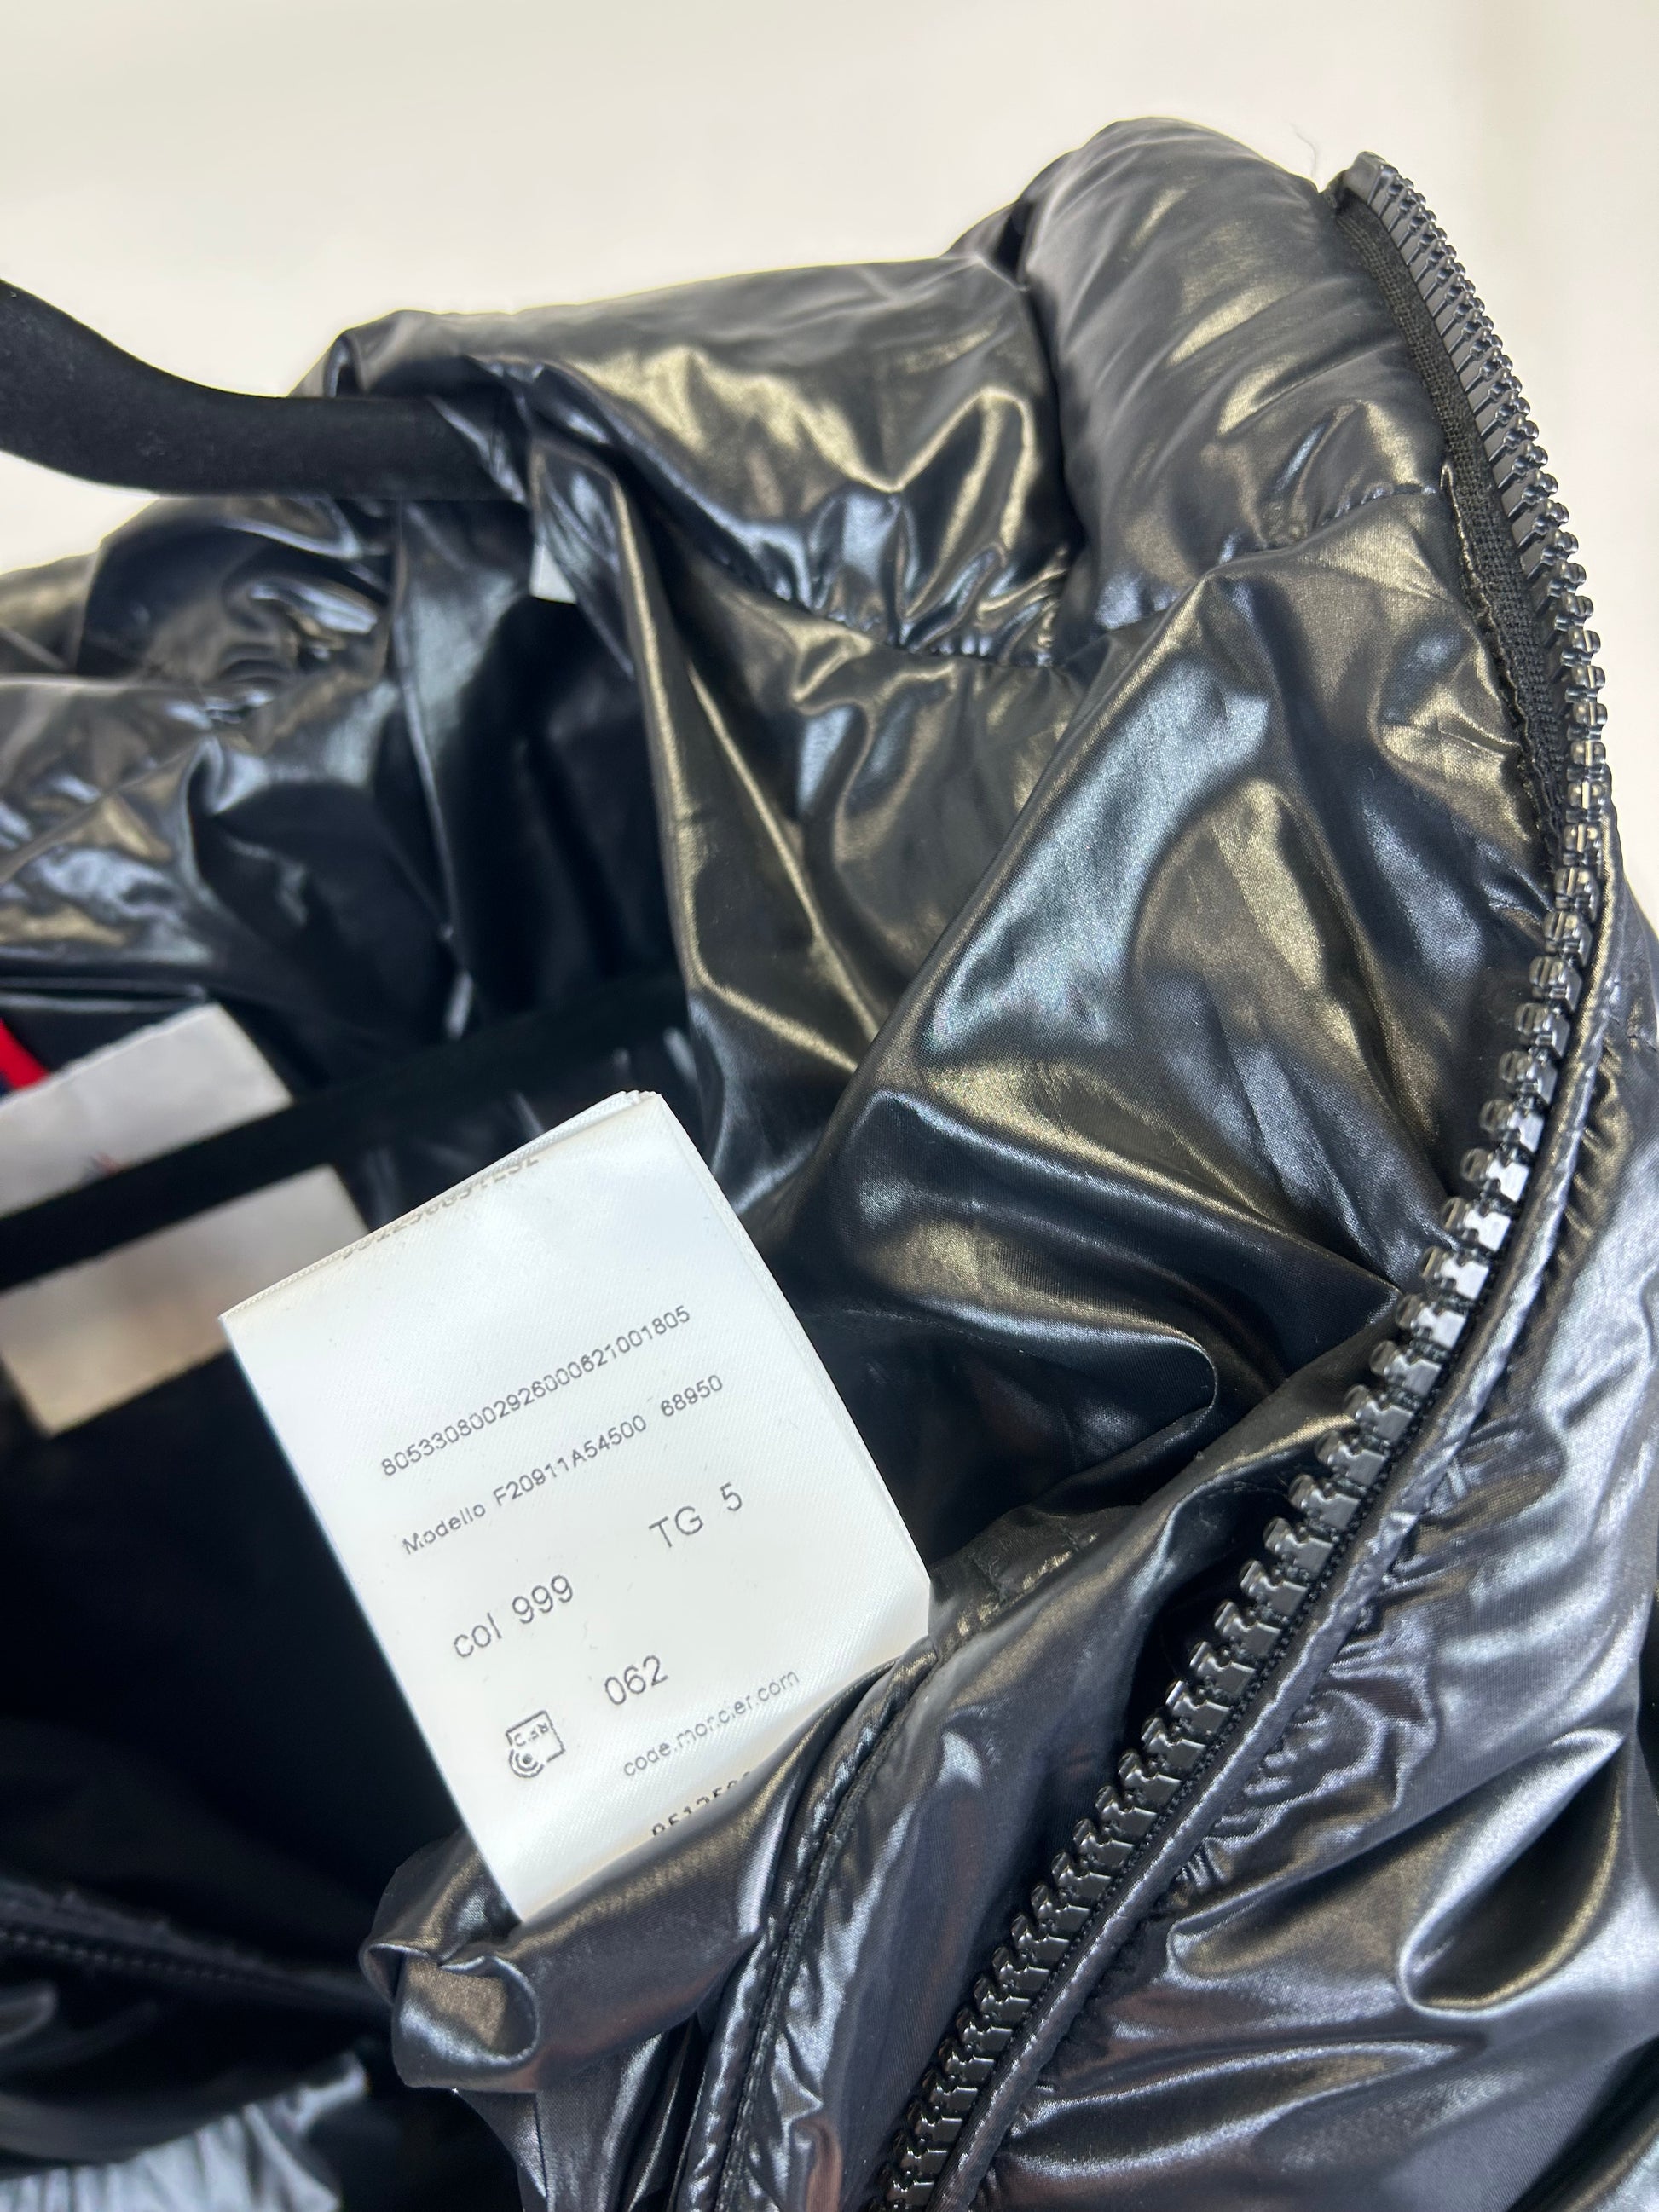 8053308002926000621001805
Modello F20911A54500 68950
TG 5
col 999
062
code.moncler.com